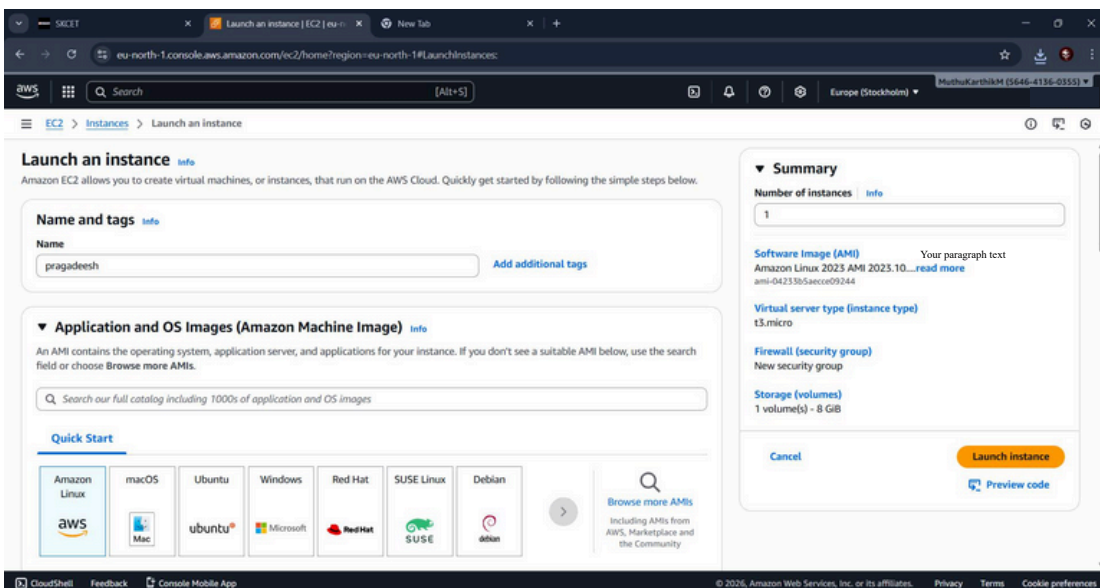 SKCET
Launch an instance | EC2 | eu-n
New Tab
eu-north-1.console.aws.amazon.com/ec2/home?region=eu-north-1#LaunchInstances:
aws
Search
[Alt+S]
Europe (Stockholm)
MuthuKarthikM (5646-4136-0355)
EC2 > Instances > Launch an instance
Launch an instance Info
Amazon EC2 allows you to create virtual machines, or instances, that run on the AWS Cloud. Quickly get started by following the simple steps below.
Name and tags Info
Name
pragadeesh
Add additional tags
Application and OS Images (Amazon Machine Image) Info
An AMI contains the operating system, application server, and applications for your instance. If you don't see a suitable AMI below, use the search
field or choose Browse more AMIs.
Search our full catalog including 1000s of application and OS images
Quick Start
Amazon
Linux
aws
macOS
Mac
Ubuntu
ubuntu
Windows
Microsoft
Red Hat
Red Hat
SUSE Linux
SUSE
Debian
debian
Browse more AMIs
Including AMIs from
AWS, Marketplace and
the Community
Summary
Number of instances Info
1
Software Image (AMI)
Your paragraph text
Amazon Linux 2023 AMI 2023.10....read more
ami-04233b5aecce09244
Virtual server type (instance type)
t3.micro
Firewall (security group)
New security group
Storage (volumes)
1 volume(s) - 8 GiB
Cancel
Launch instance
Preview code
CloudShell Feedback Console Mobile App
© 2026, Amazon Web Services, Inc. or its affiliates. Privacy Terms Cookie preferences